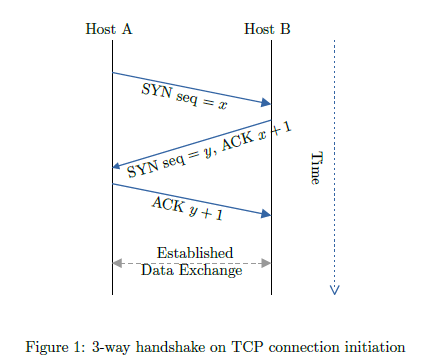 Host A Host B
SYN seq = x
SYN seq = y, ACK x + 1
Time
ACK y + 1
Established
Data Exchange
Figure 1: 3-way handshake on TCP connection initiation